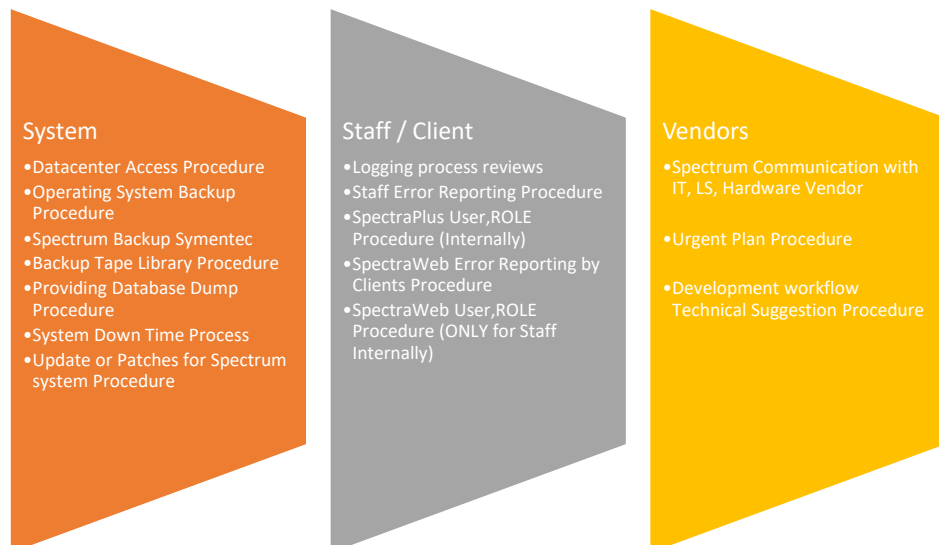 System
•Datacenter Access Procedure
•Operating System Backup
Procedure
•Spectrum Backup Symentec
•Backup Tape Library Procedure
•Providing Database Dump
Procedure
•System Down Time Process
•Update or Patches for Spectrum
system Procedure
Staff / Client
•Logging process reviews
•Staff Error Reporting Procedure
•SpectraPlus User,ROLE
Procedure (Internally)
•SpectraWeb Error Reporting by
Clients Procedure
•SpectraWeb User,ROLE
Procedure (ONLY for Staff
Internally)
Vendors
•Spectrum Communication with
IT, LS, Hardware Vendor
•Urgent Plan Procedure
•Development workflow
Technical Suggestion Procedure